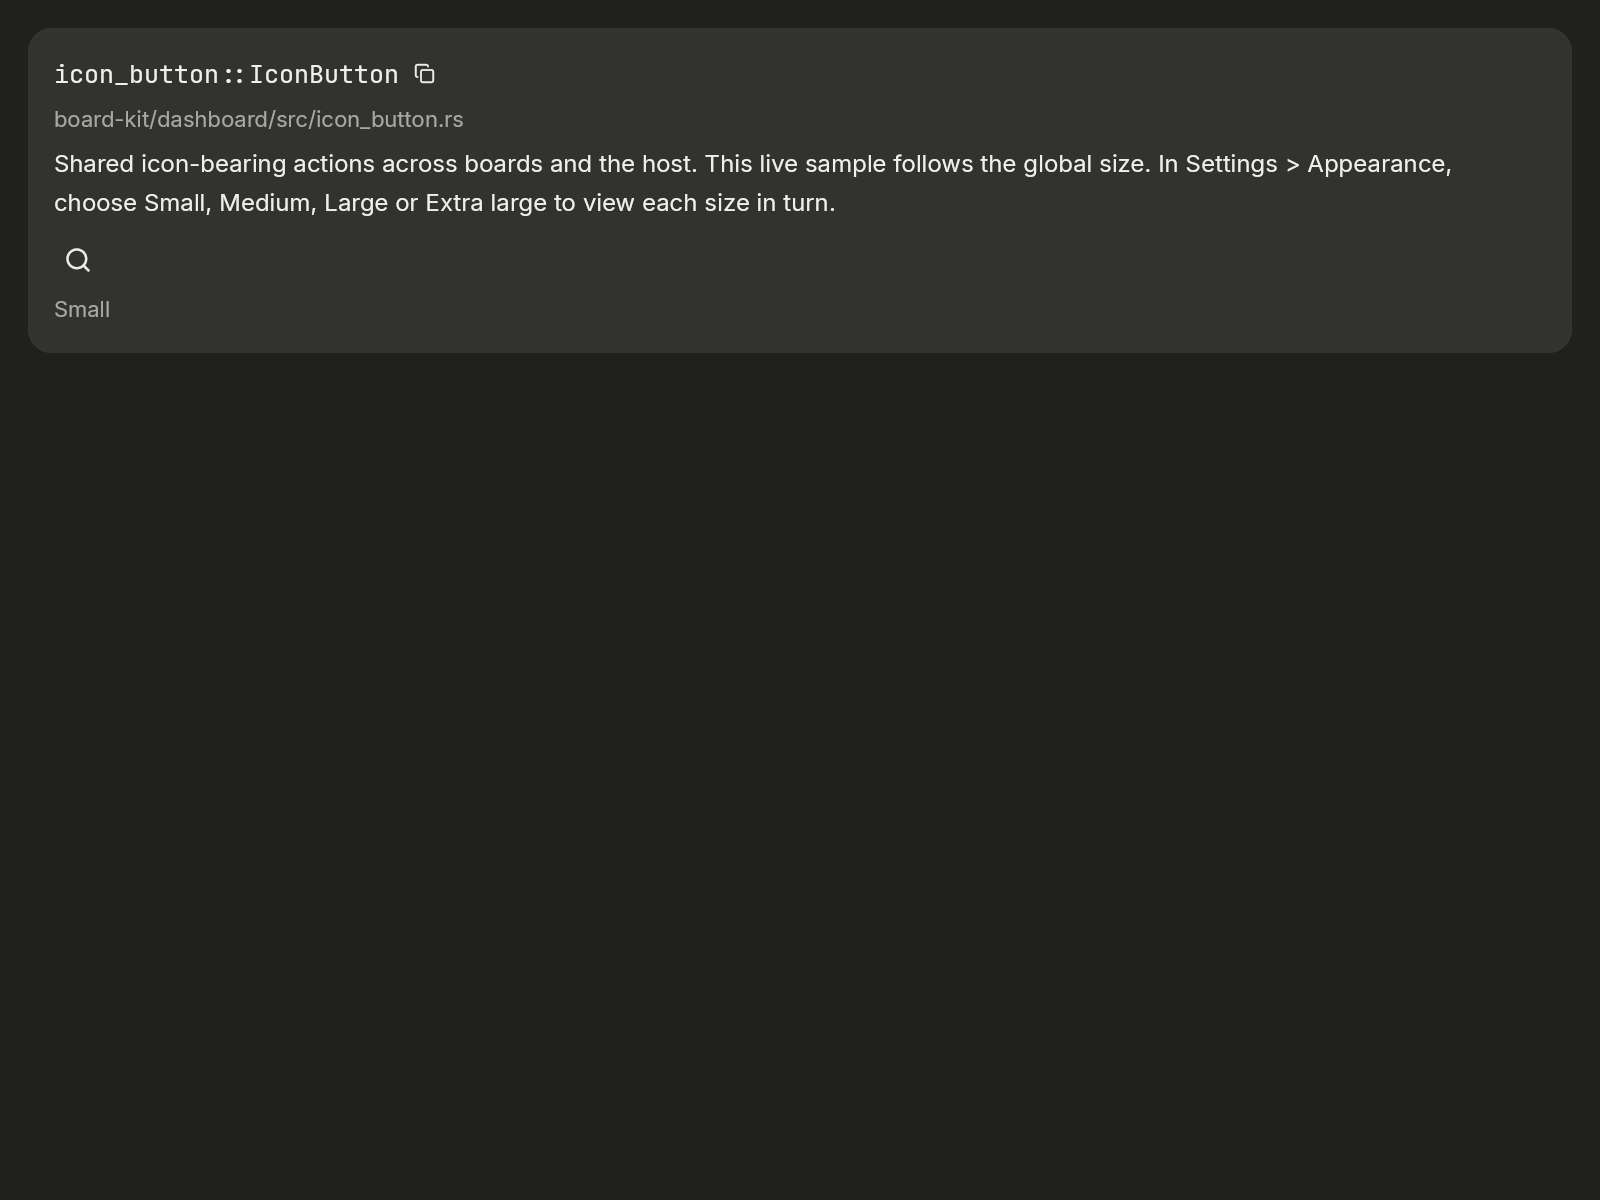 icon_button::IconButton
board-kit/dashboard/src/icon_button.rs
Shared icon-bearing actions across boards and the host. This live sample follows the global size. In Settings > Appearance,
choose Small, Medium, Large or Extra large to view each size in turn.
Small